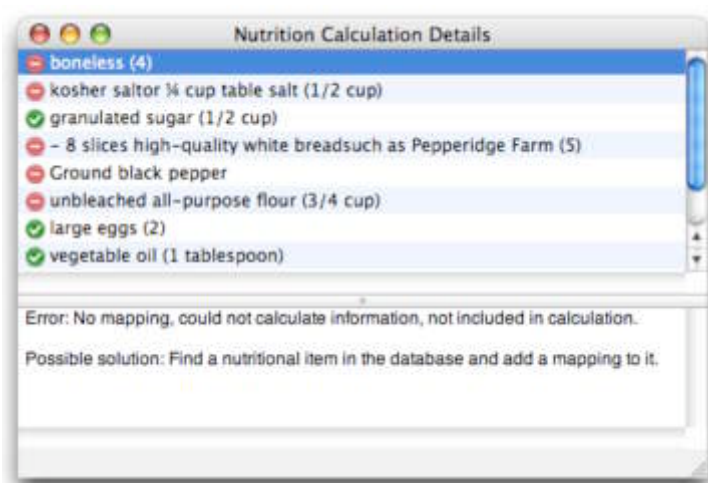 Nutrition Calculation Details
boneless (4)
kosher saltor ¼ cup table salt (1/2 cup)
granulated sugar (1/2 cup)
- 8 slices high-quality white breadsuch as Pepperidge Farm (5)
Ground black pepper
unbleached all-purpose flour (3/4 cup)
large eggs (2)
vegetable oil (1 tablespoon)
Error: No mapping, could not calculate information, not included in calculation.
Possible solution: Find a nutritional item in the database and add a mapping to it.